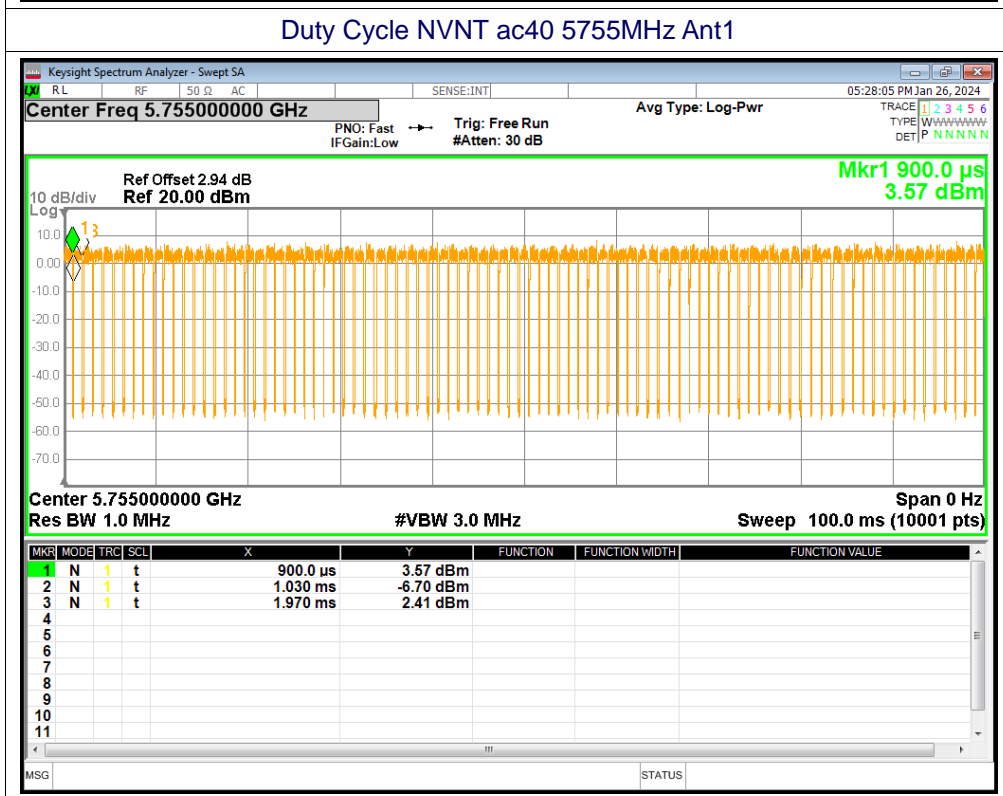 Duty Cycle NVNT ac40 5755MHz Ant1
Keysight Spectrum Analyzer - Swept SA
LXI RL RF 50 Ω AC SENSE:INT 05:28:05 PM Jan 26, 2024
Center Freq 5.755000000 GHz Avg Type: Log-Pwr TRACE 1 2 3 4 5 6
PNO: Fast Trig: Free Run TYPE WWWWWW
IFGain:Low #Atten: 30 dB DET P N N N N N
Mkr1 900.0 µs
Ref Offset 2.94 dB
10 dB/div Ref 20.00 dBm 3.57 dBm
Log
1 3
10.0
0.00
-10.0
-20.0
-30.0
-40.0
-50.0
-60.0
-70.0
Center 5.755000000 GHz Span 0 Hz
Res BW 1.0 MHz #VBW 3.0 MHz Sweep 100.0 ms (10001 pts)
MKR MODE TRC SCL X Y FUNCTION FUNCTION WIDTH FUNCTION VALUE
1 N 1 t 900.0 µs 3.57 dBm
2 N 1 t 1.030 ms -6.70 dBm
3 N 1 t 1.970 ms 2.41 dBm
4
5
6
7
8
9
10
11
MSG STATUS